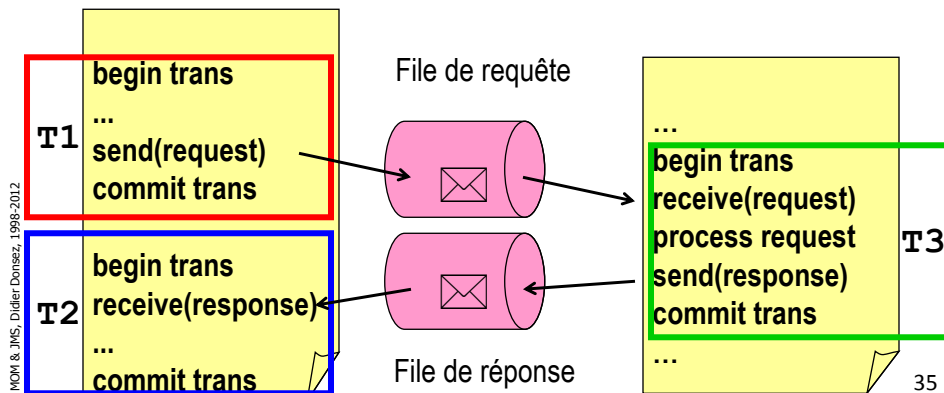 T1
begin trans
...
send(request)
commit trans
T2
begin trans
receive(response)
...
commit trans
File de requête
File de réponse
...
begin trans
receive(request)
process request
send(response)
commit trans
...
T3
MOM & JMS, Didier Donsez, 1998-2012
35